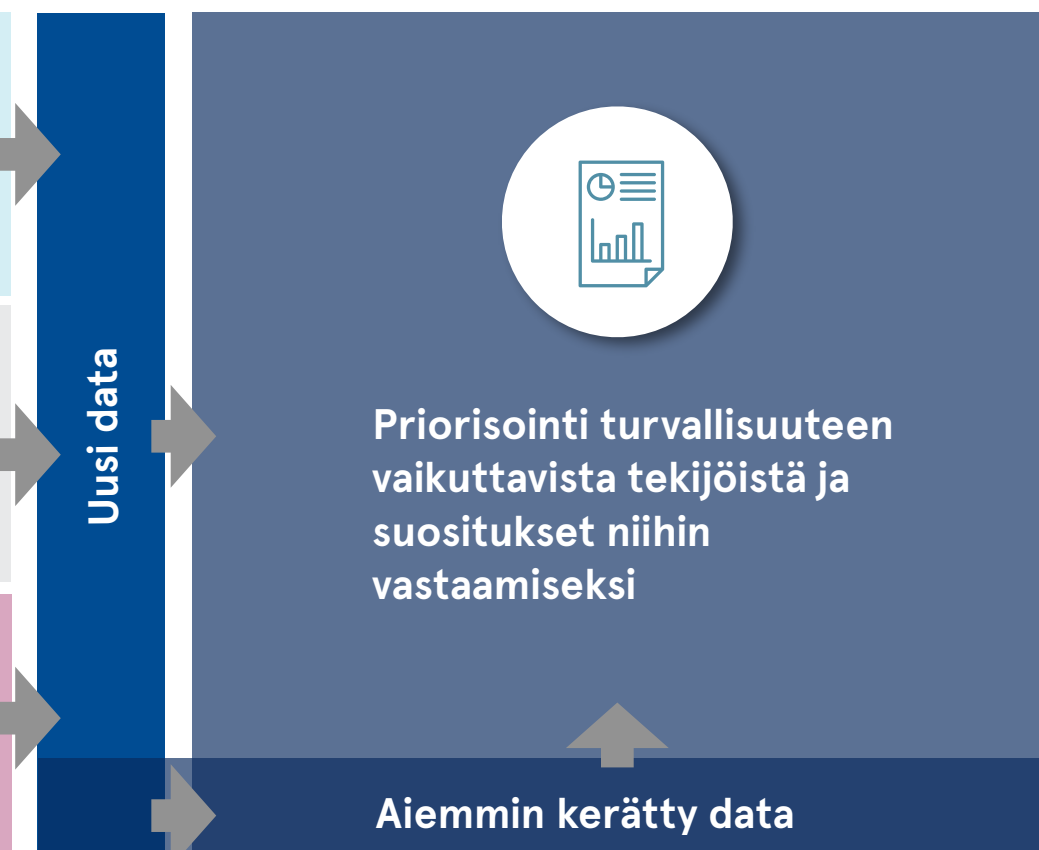 Uusi data
Priorisointi turvallisuuteen
vaikuttavista tekijöistä ja
suositukset niihin
vastaamiseksi
Aiemmin kerätty data